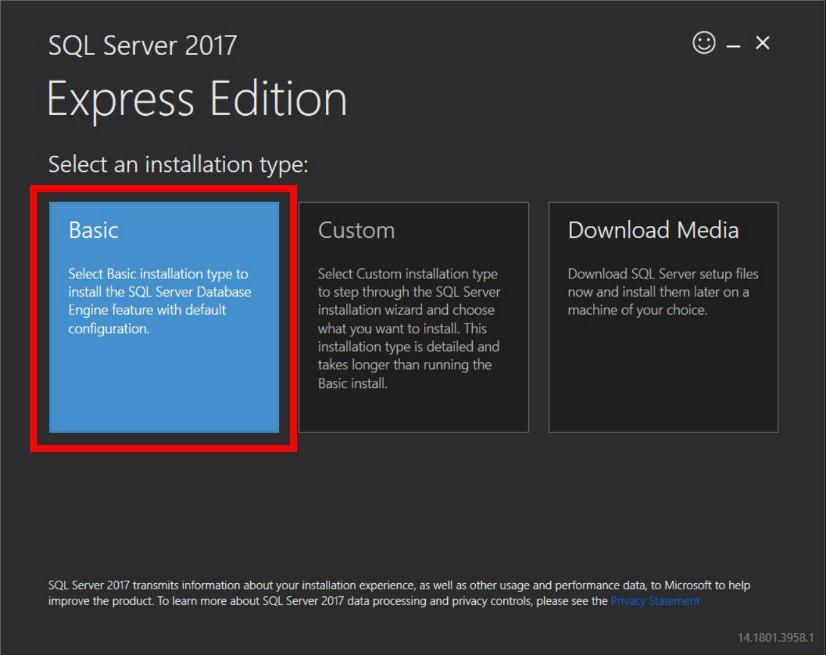 SQL Server 2017
Express Edition
Select an installation type:
Basic
Select Basic installation type to
install the SQL Server Database
Engine feature with default
configuration.
Custom
Select Custom installation type
to step through the SQL Server
installation wizard and choose
what you want to install. This
installation type is detailed and
takes longer than running the
Basic install.
Download Media
Download SQL Server setup files
now and install them later on a
machine of your choice.
SQL Server 2017 transmits information about your installation experience, as well as other usage and performance data, to Microsoft to help
improve the product. To learn more about SQL Server 2017 data processing and privacy controls, please see the Privacy Statement
14.1801.3958.1